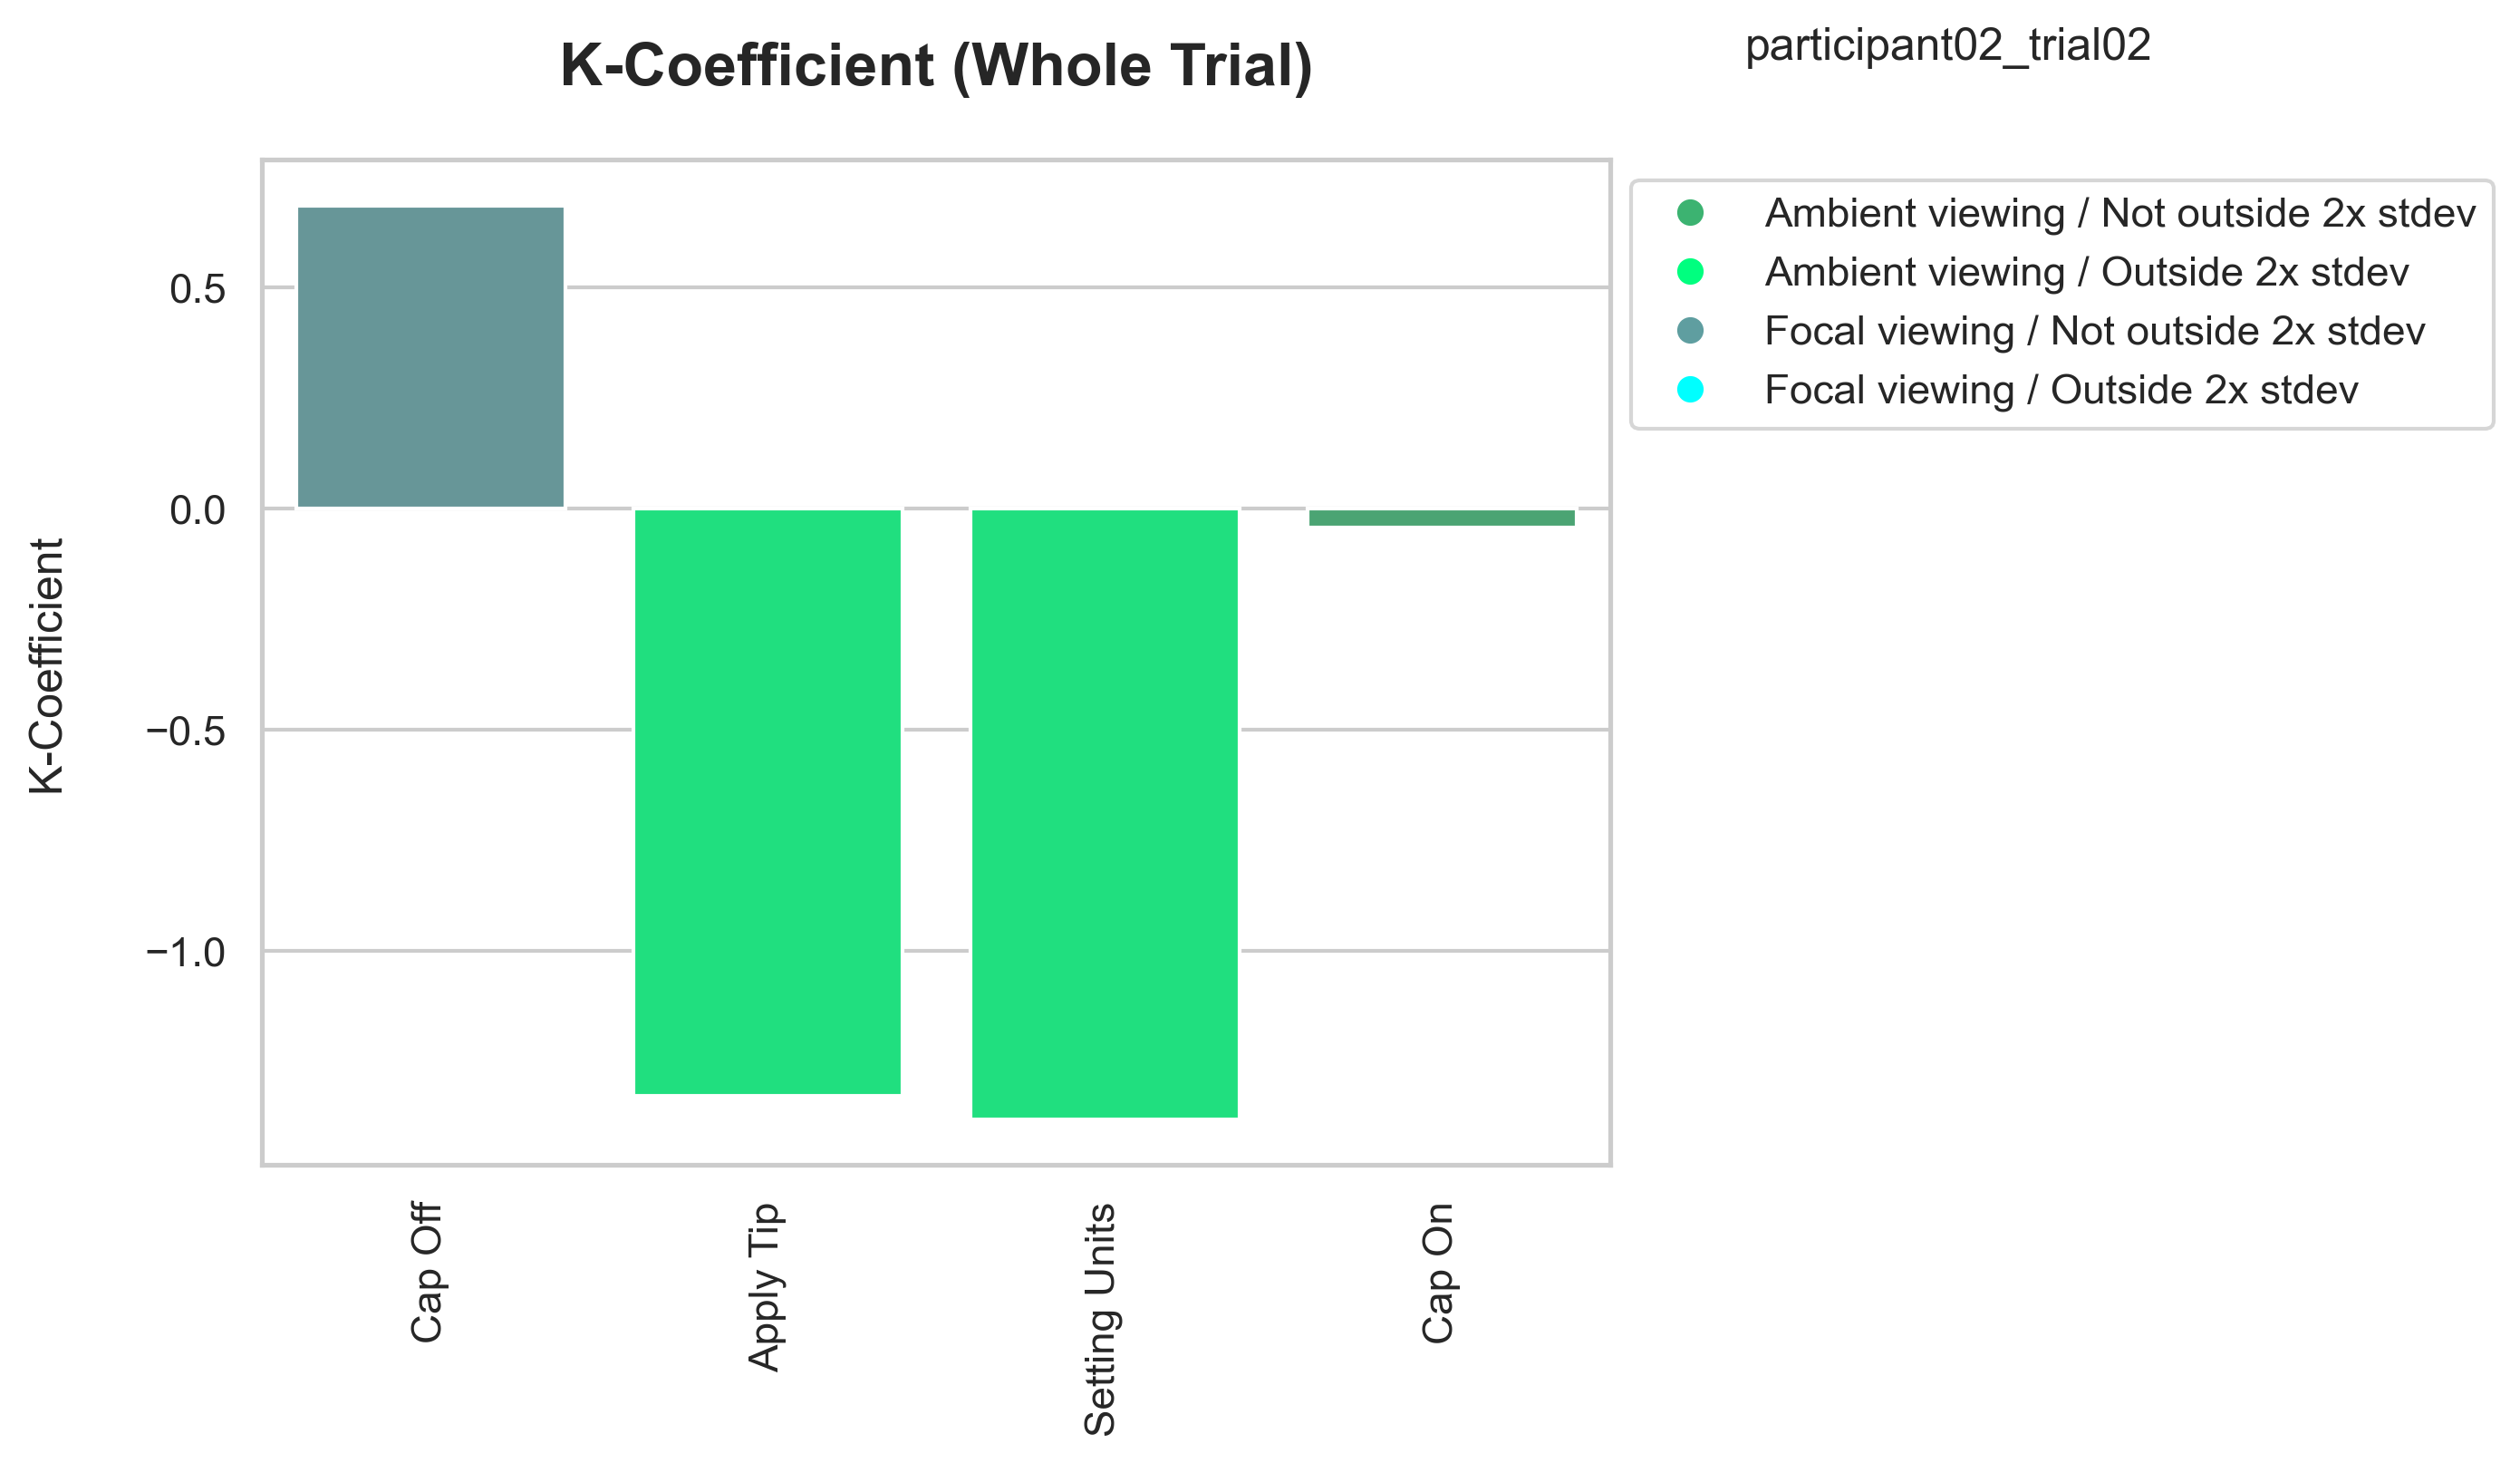 K-Coefficient (Whole Trial)
participant02_trial02
Ambient viewing / Not outside 2x stdev
Ambient viewing / Outside 2x stdev
Focal viewing / Not outside 2x stdev
Focal viewing / Outside 2x stdev
K-Coefficient
0.5
0.0
−0.5
−1.0
Cap Off
Apply Tip
Setting Units
Cap On